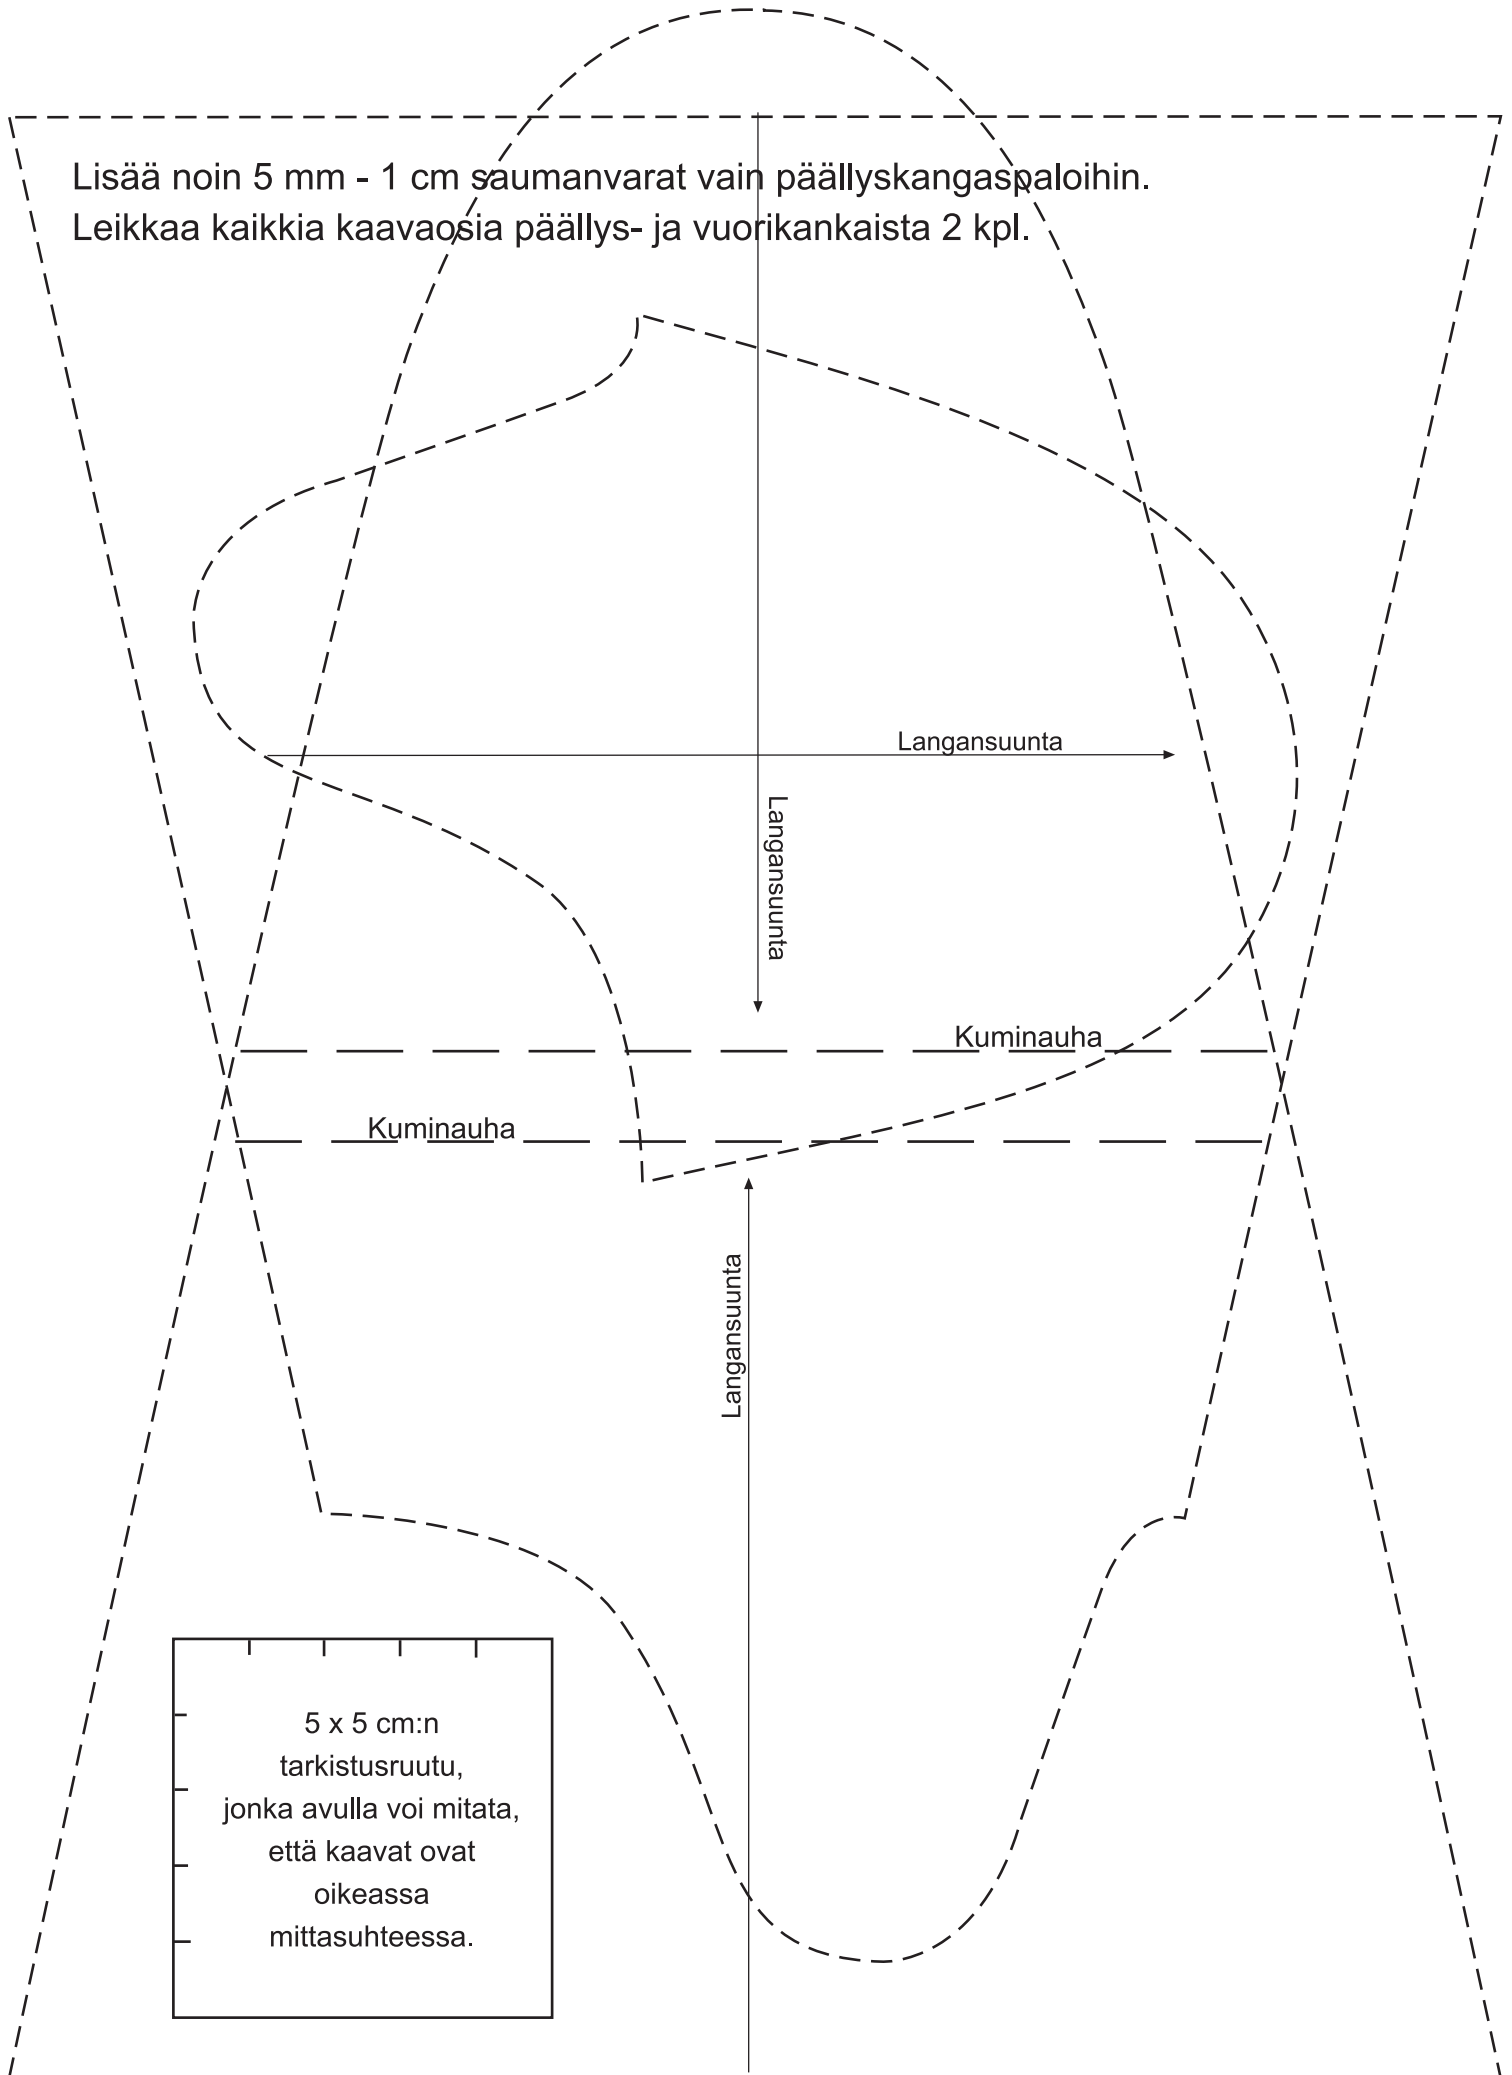 Lisää noin 5 mm - 1 cm saumanvarat vain päällyskangaspaloihin.
Leikkaa kaikkia kaavaosia päällys- ja vuorikankaista 2 kpl.
Langansuunta
Langansuunta
Kuminauha
Kuminauha
Langansuunta
5 x 5 cm:n
tarkistusruutu,
jonka avulla voi mitata,
että kaavat ovat
oikeassa
mittasuhteessa.